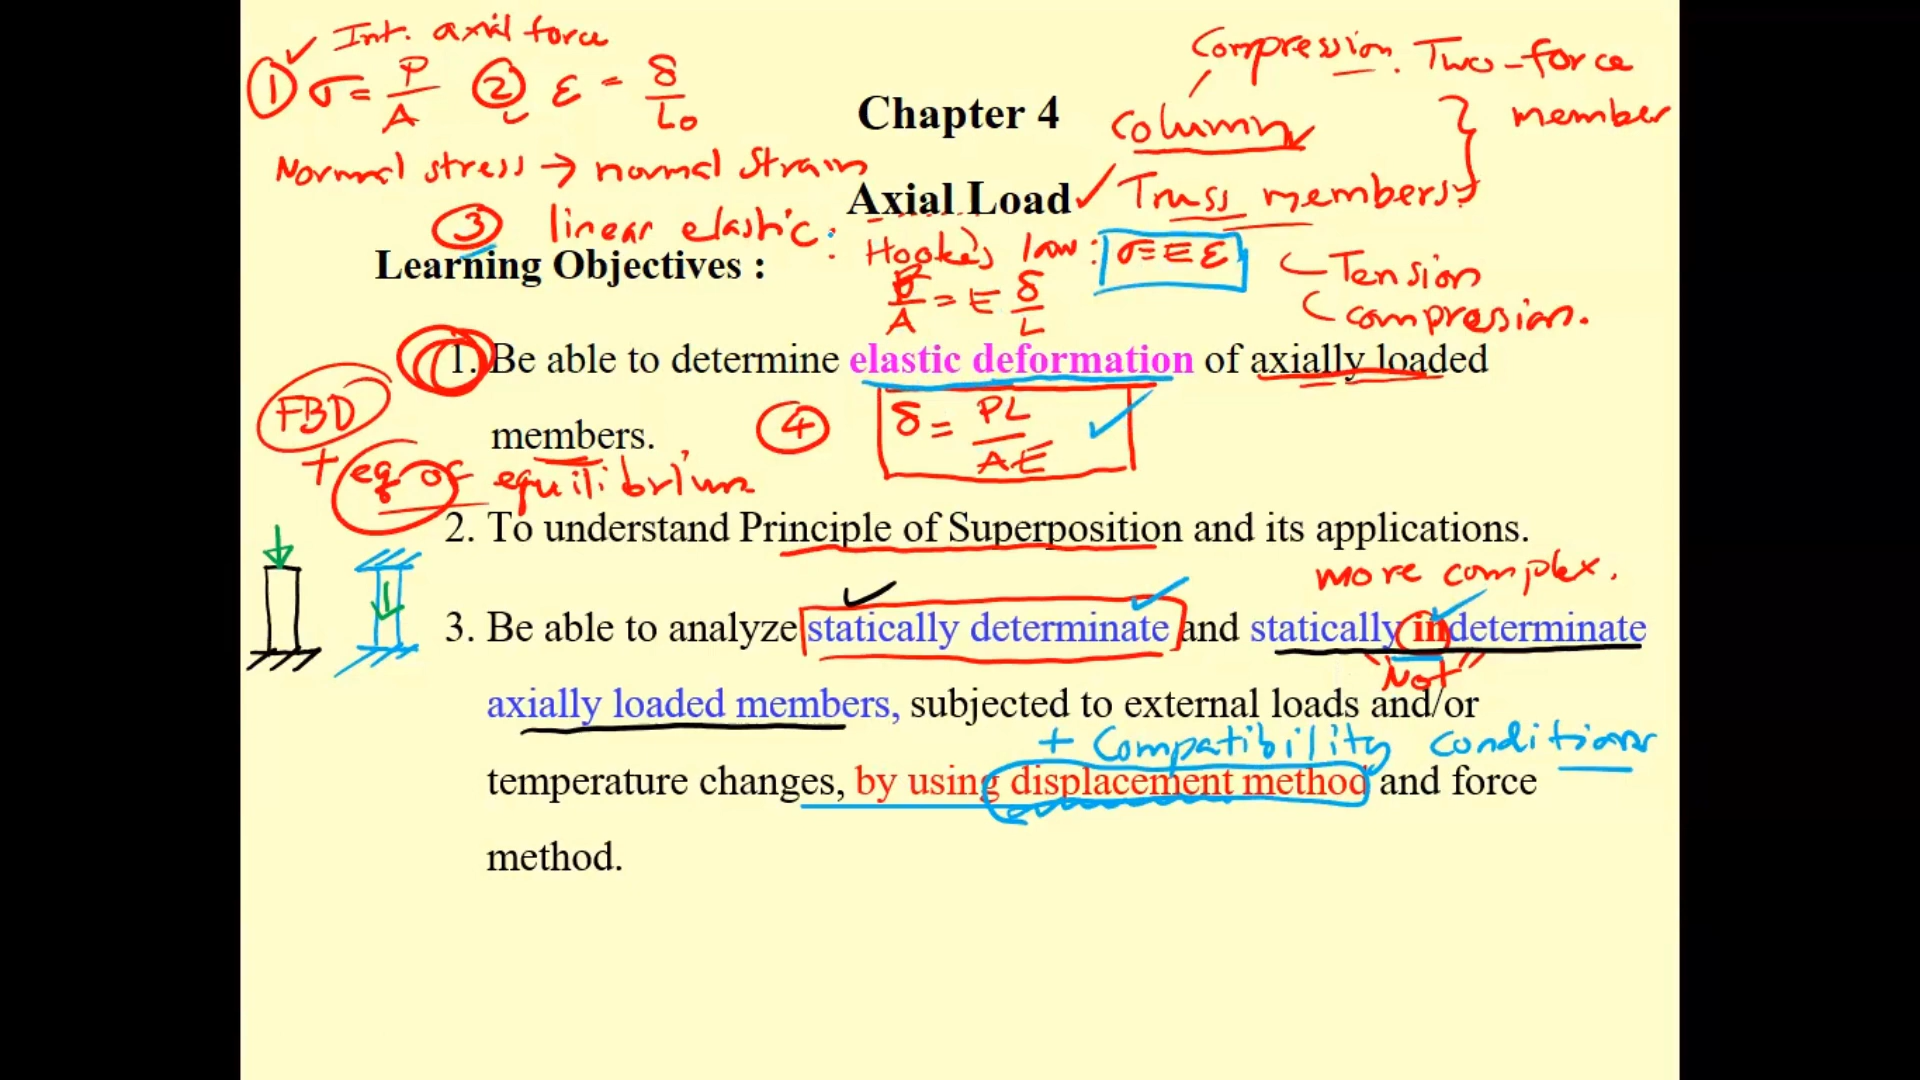 Int. axial force
① σ = P/A ② ε = δ/L₀
Compression. Two-force
member
Chapter 4
Column
Normal stress → normal strain
Axial Load
Truss members
③ linear elastic:
Hooke's law: σ = E ε
Learning Objectives :
Tension
P/A = E δ/L
compression.
1. Be able to determine elastic deformation of axially loaded
FBD
members.
④ δ = PL/AE
+ eq of equilibrium
2. To understand Principle of Superposition and its applications.
more complex.
3. Be able to analyze statically determinate and statically indeterminate
"Not"
axially loaded members, subjected to external loads and/or
+ Compatibility conditions
temperature changes, by using displacement method and force
method.